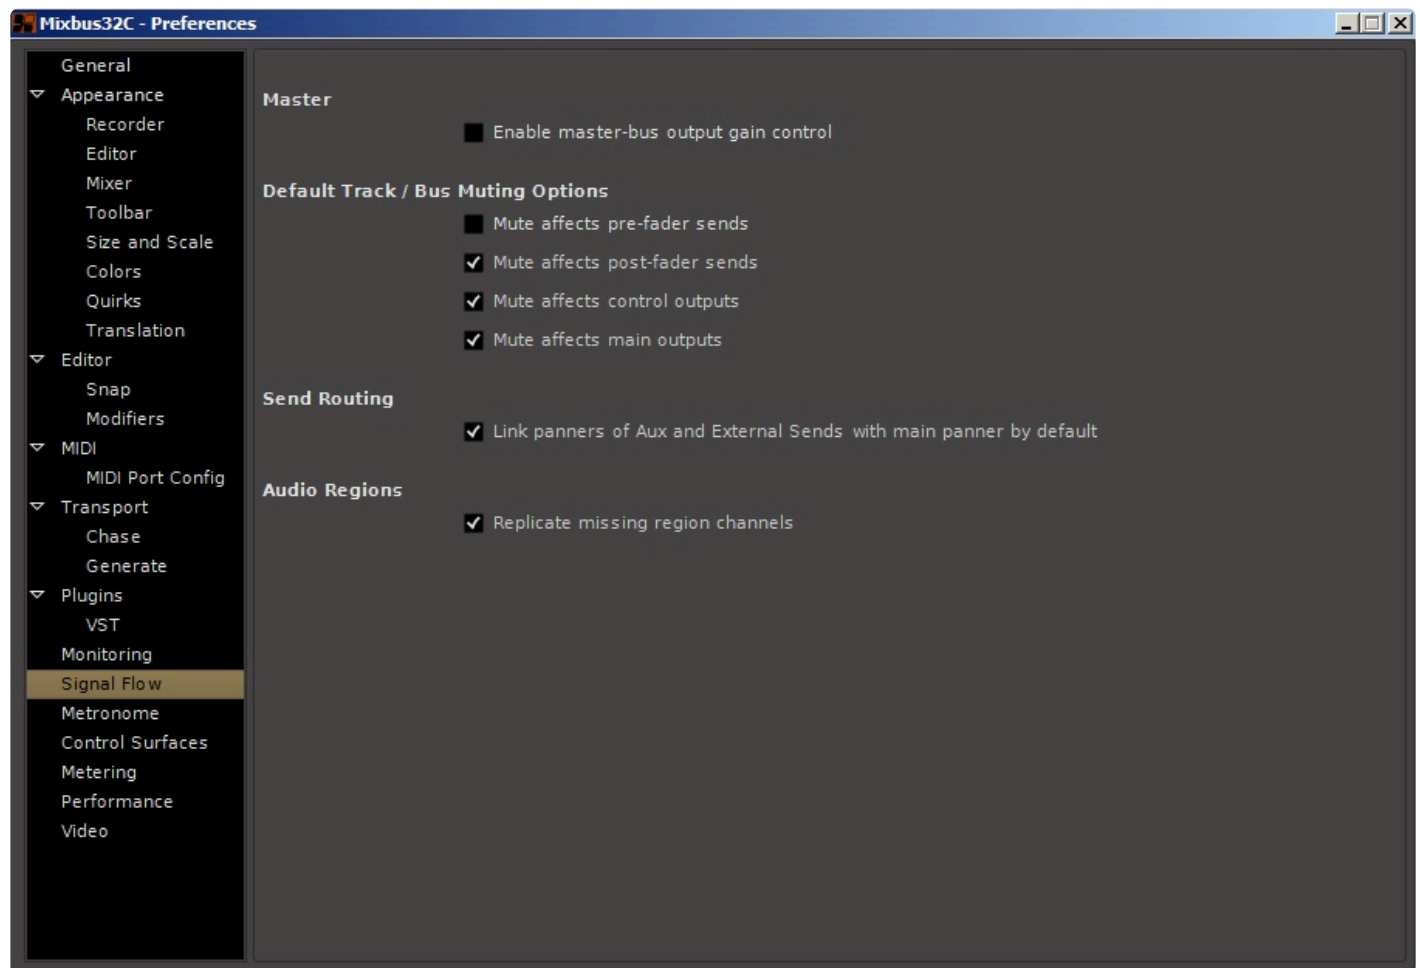 Mixbus32C - Preferences
General
Appearance
Recorder
Editor
Mixer
Toolbar
Size and Scale
Colors
Quirks
Translation
Editor
Snap
Modifiers
MIDI
MIDI Port Config
Transport
Chase
Generate
Plugins
VST
Monitoring
Signal Flow
Metronome
Control Surfaces
Metering
Performance
Video
Master
Enable master-bus output gain control
Default Track / Bus Muting Options
Mute affects pre-fader sends
Mute affects post-fader sends
Mute affects control outputs
Mute affects main outputs
Send Routing
Link panners of Aux and External Sends with main panner by default
Audio Regions
Replicate missing region channels